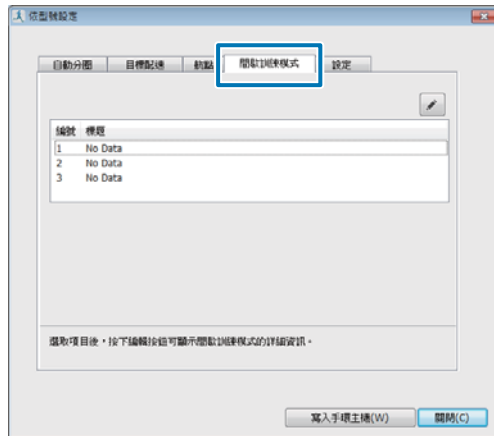 依型號設定
自動分圈 目標配速 航點 間歇訓練模式 設定
編號 標題
1 No Data
2 No Data
3 No Data
選取項目後，按下編輯按鈕可顯示間歇訓練模式的詳細資訊。
寫入手環主機(W) 關閉(C)